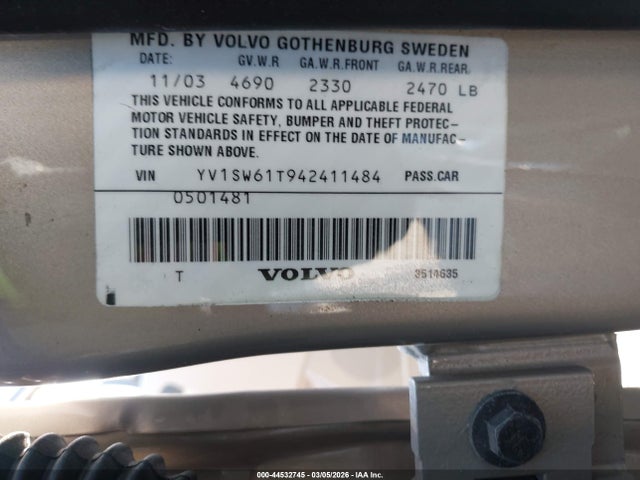 MFD. BY VOLVO GOTHENBURG SWEDEN
DATE: GV.W.R GA.W.R.FRONT GA.W.R.REAR.
11/03 4690 2330 2470 LB
THIS VEHICLE CONFORMS TO ALL APPLICABLE FEDERAL
MOTOR VEHICLE SAFETY, BUMPER AND THEFT PROTEC-
TION STANDARDS IN EFFECT ON THE DATE OF MANUFAC-
TURE SHOWN ABOVE.
VIN YV1SW61T942411484 PASS.CAR
0501481
T VOLVO 3514635
000-44532745 - 03/05/2026 - IAA Inc.